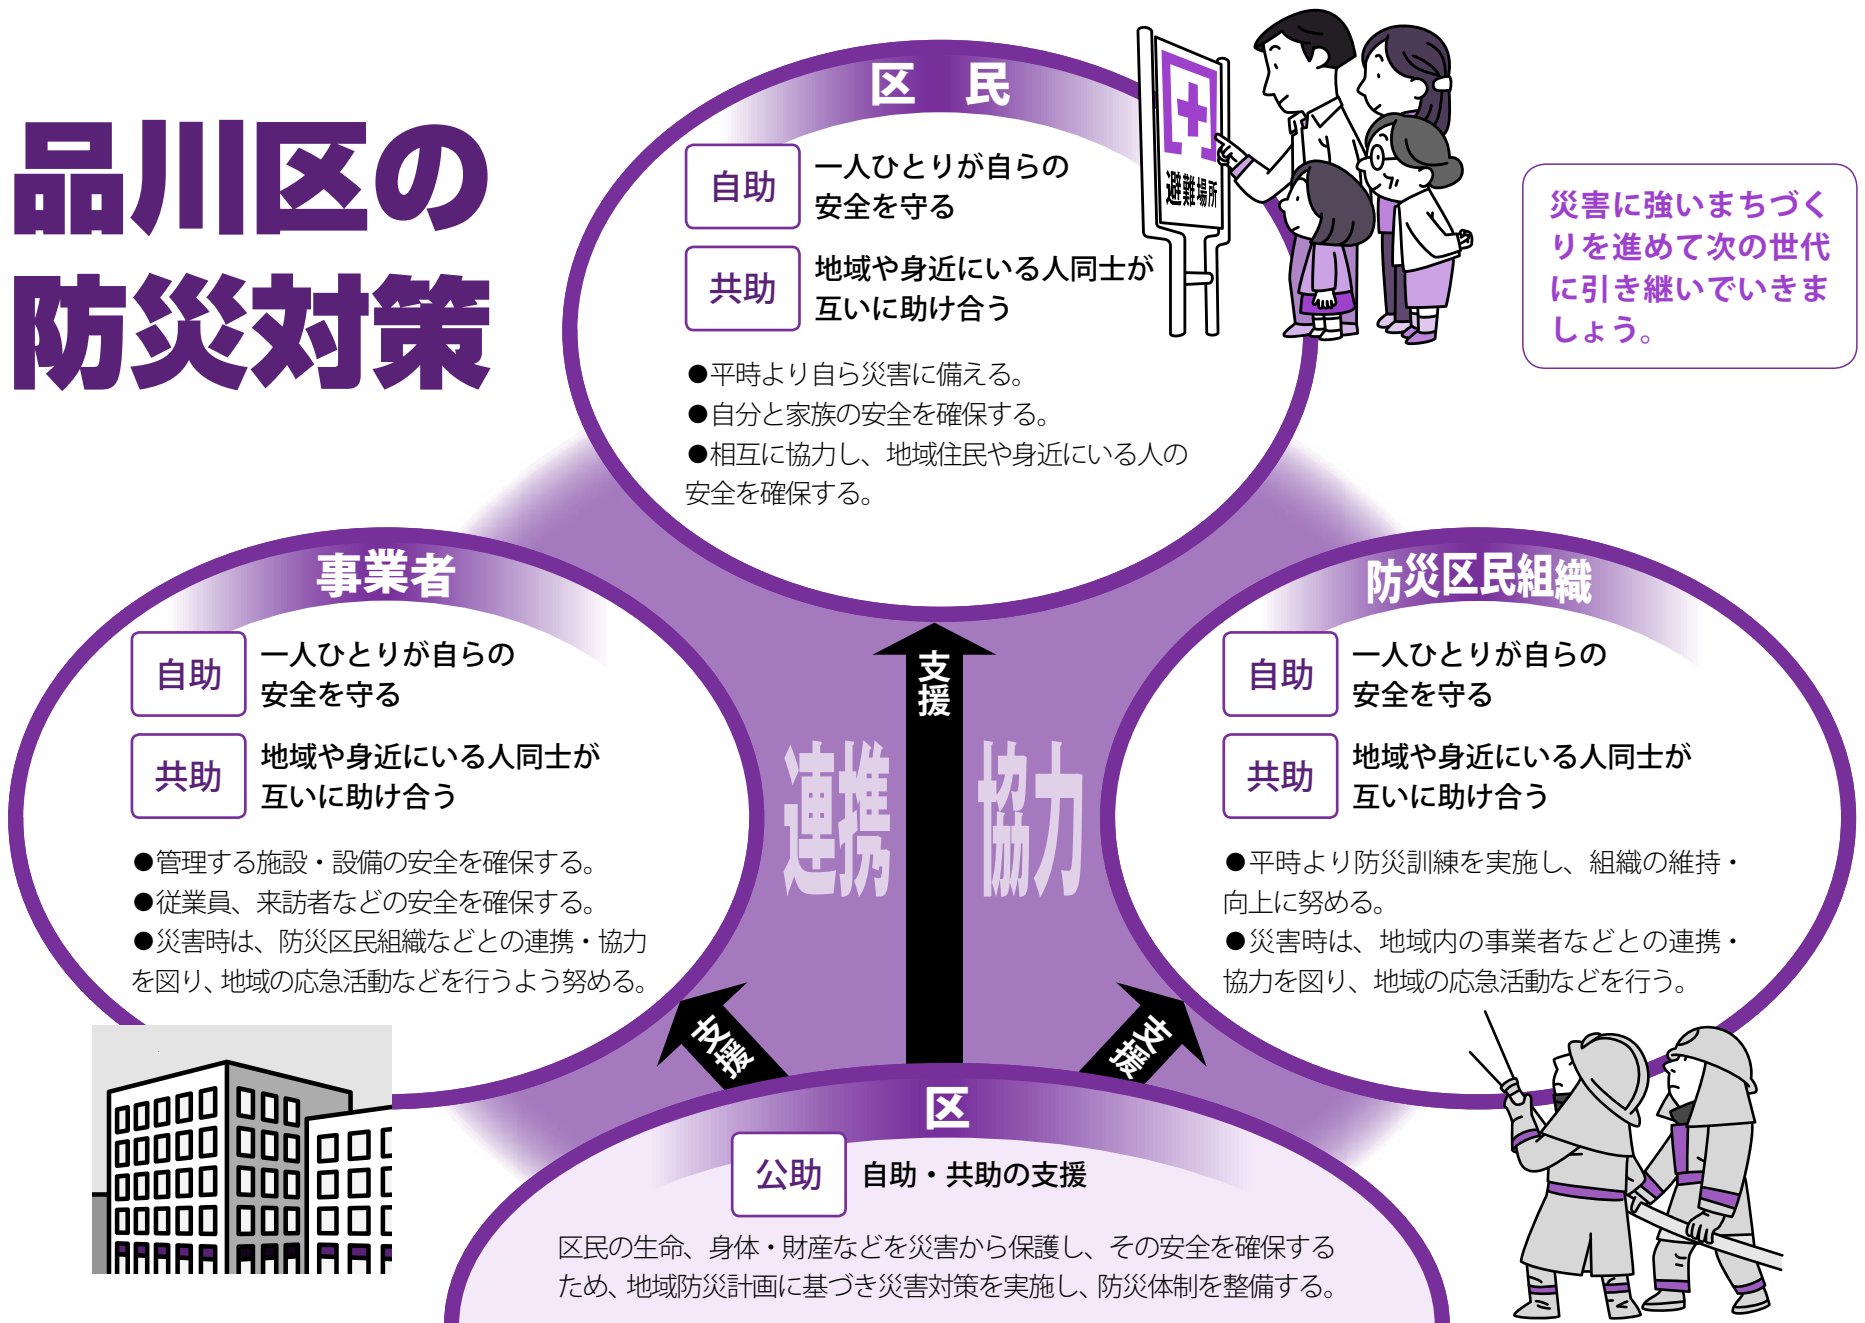 品川区の
防災対策
区 民
自助
一人ひとりが自らの
安全を守る
共助
地域や身近にいる人同士が
互いに助け合う
●平時より自ら災害に備える。
●自分と家族の安全を確保する。
●相互に協力し、地域住民や身近にいる人の
安全を確保する。
避難場所
災害に強いまちづく
りを進めて次の世代
に引き継いでいきま
しょう。
事業者
自助
一人ひとりが自らの
安全を守る
共助
地域や身近にいる人同士が
互いに助け合う
●管理する施設・設備の安全を確保する。
●従業員、来訪者などの安全を確保する。
●災害時は、防災区民組織などとの連携・協力
を図り、地域の応急活動などを行うよう努める。
支援
連携
協力
防災区民組織
自助
一人ひとりが自らの
安全を守る
共助
地域や身近にいる人同士が
互いに助け合う
●平時より防災訓練を実施し、組織の維持・
向上に努める。
●災害時は、地域内の事業者などとの連携・
協力を図り、地域の応急活動などを行う。
支援
支援
区
公助
自助・共助の支援
区民の生命、身体・財産などを災害から保護し、その安全を確保する
ため、地域防災計画に基づき災害対策を実施し、防災体制を整備する。